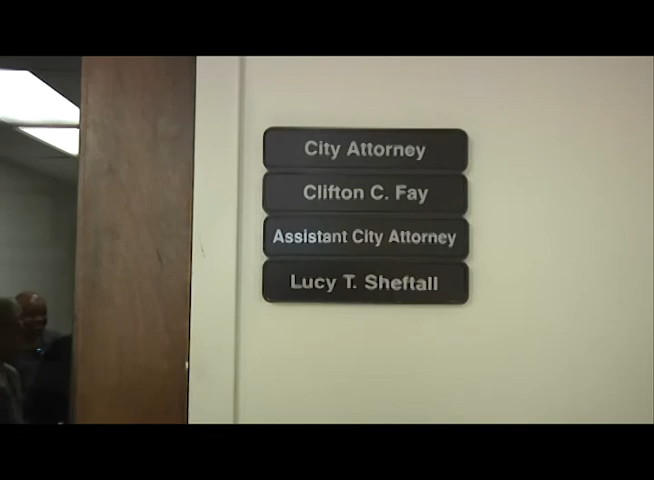 City Attorney
Clifton C. Fay
Assistant City Attorney
Lucy T. Sheftall